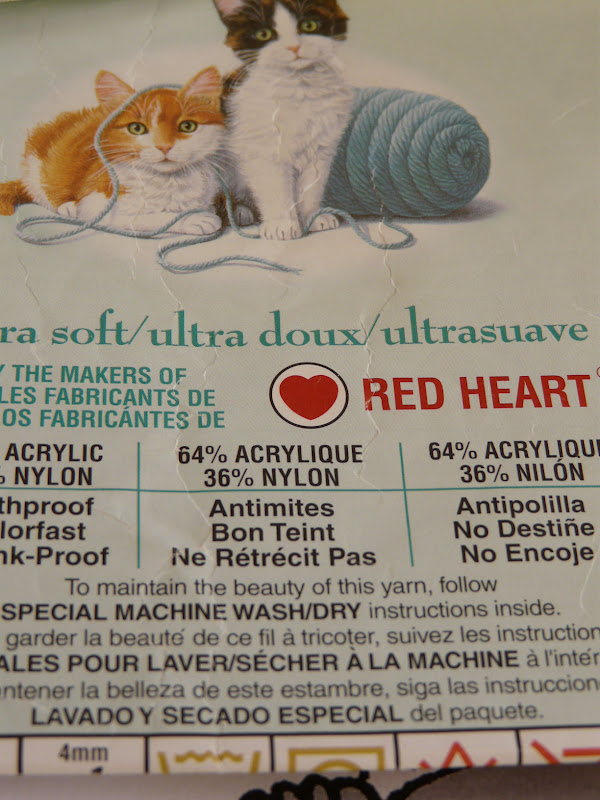 ra soft/ultra doux/ultrasuave
Y THE MAKERS OF
LES FABRICANTS DE
OS FABRICÁNTES DE
RED HEART®
ACRYLIC
% NYLON
64% ACRYLIQUE
36% NYLON
64% ACRYLIQUE
36% NILÓN
thproof
lorfast
nk-Proof
Antimites
Bon Teint
Ne Rétrécit Pas
Antipolilla
No Destiñe
No Encoje
To maintain the beauty of this yarn, follow
SPECIAL MACHINE WASH/DRY instructions inside.
garder la beauté de ce fil à tricoter, suivez les instruction
ALES POUR LAVER/SÉCHER À LA MACHINE à l'intér
ntener la belleza de este estambre, siga las instruccione
LAVADO Y SECADO ESPECIAL del paquete.
4mm